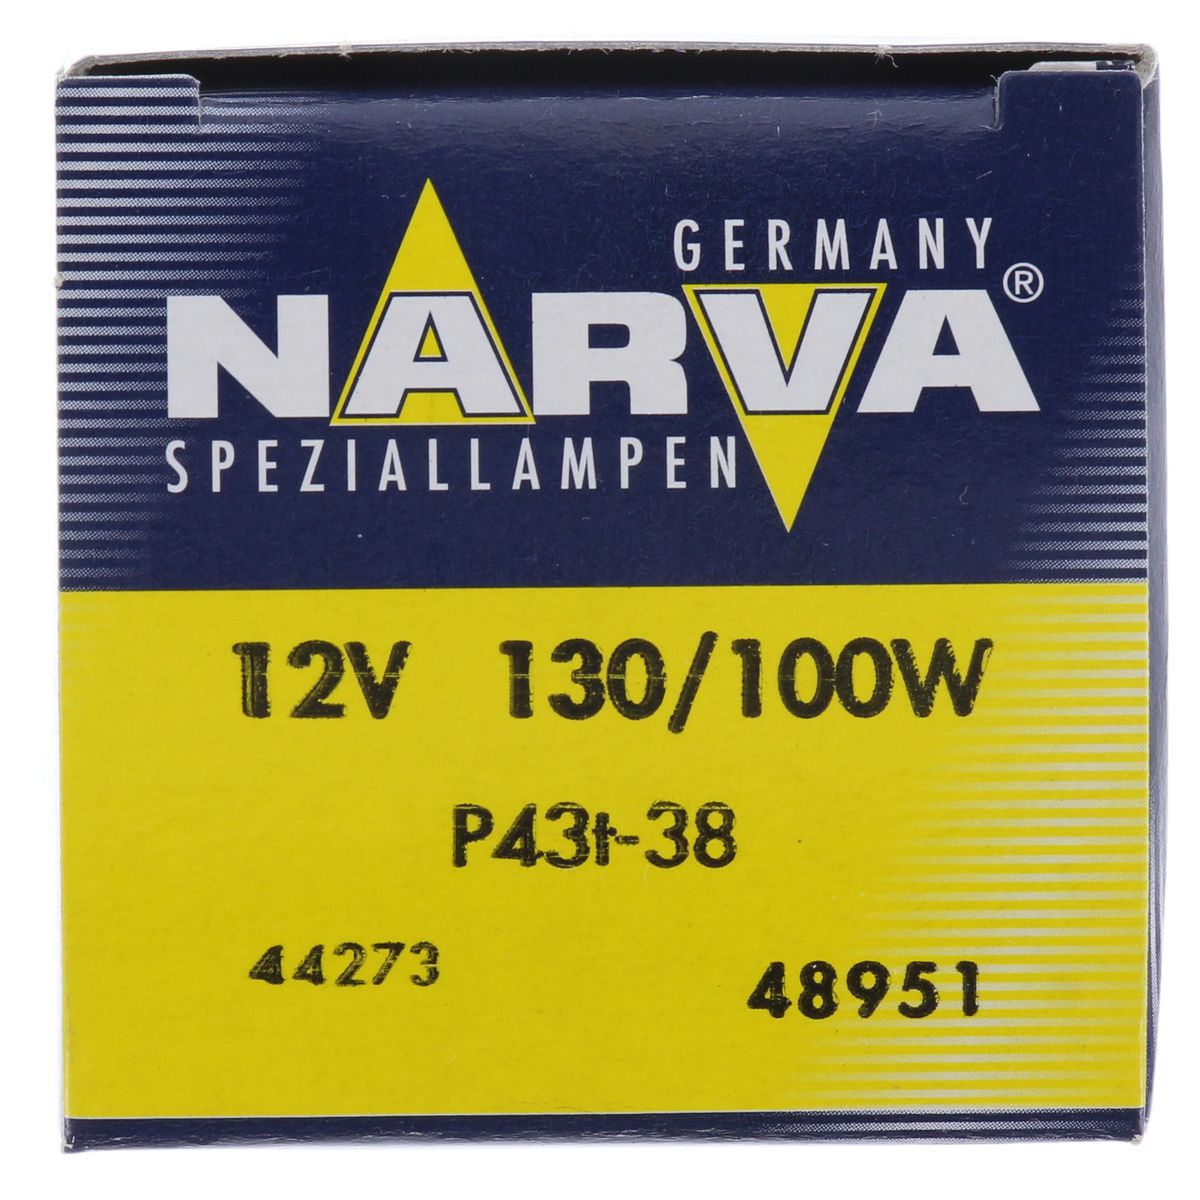 GERMANY
NARVA®
SPEZIALLAMPEN
12V 130/100W
P43t-38
44273
48951